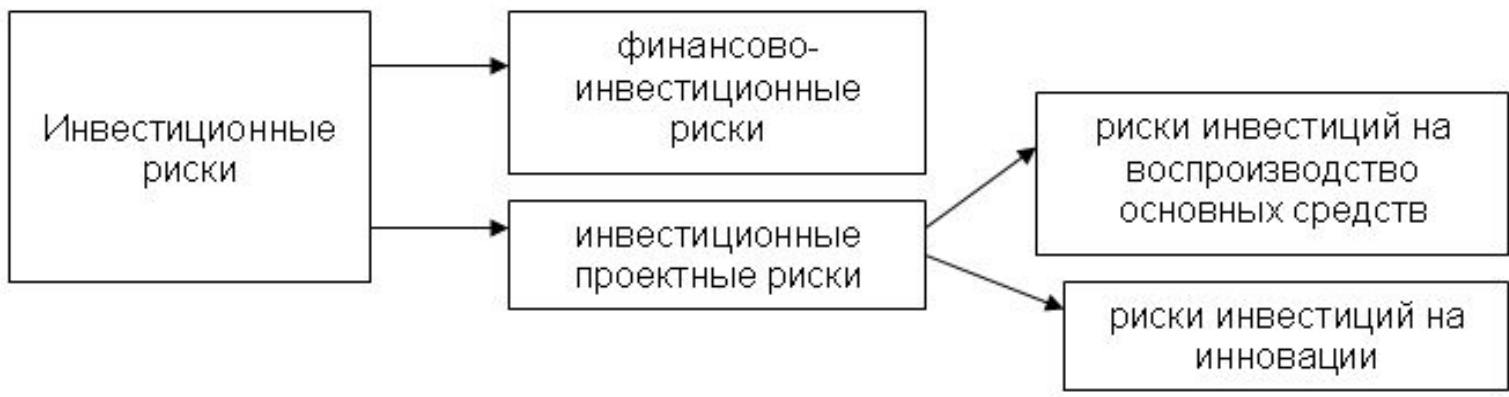 Инвестиционные
риски
финансово-
инвестиционные
риски
инвестиционные
проектные риски
риски инвестиций на
воспроизводство
основных средств
риски инвестиций на
инновации